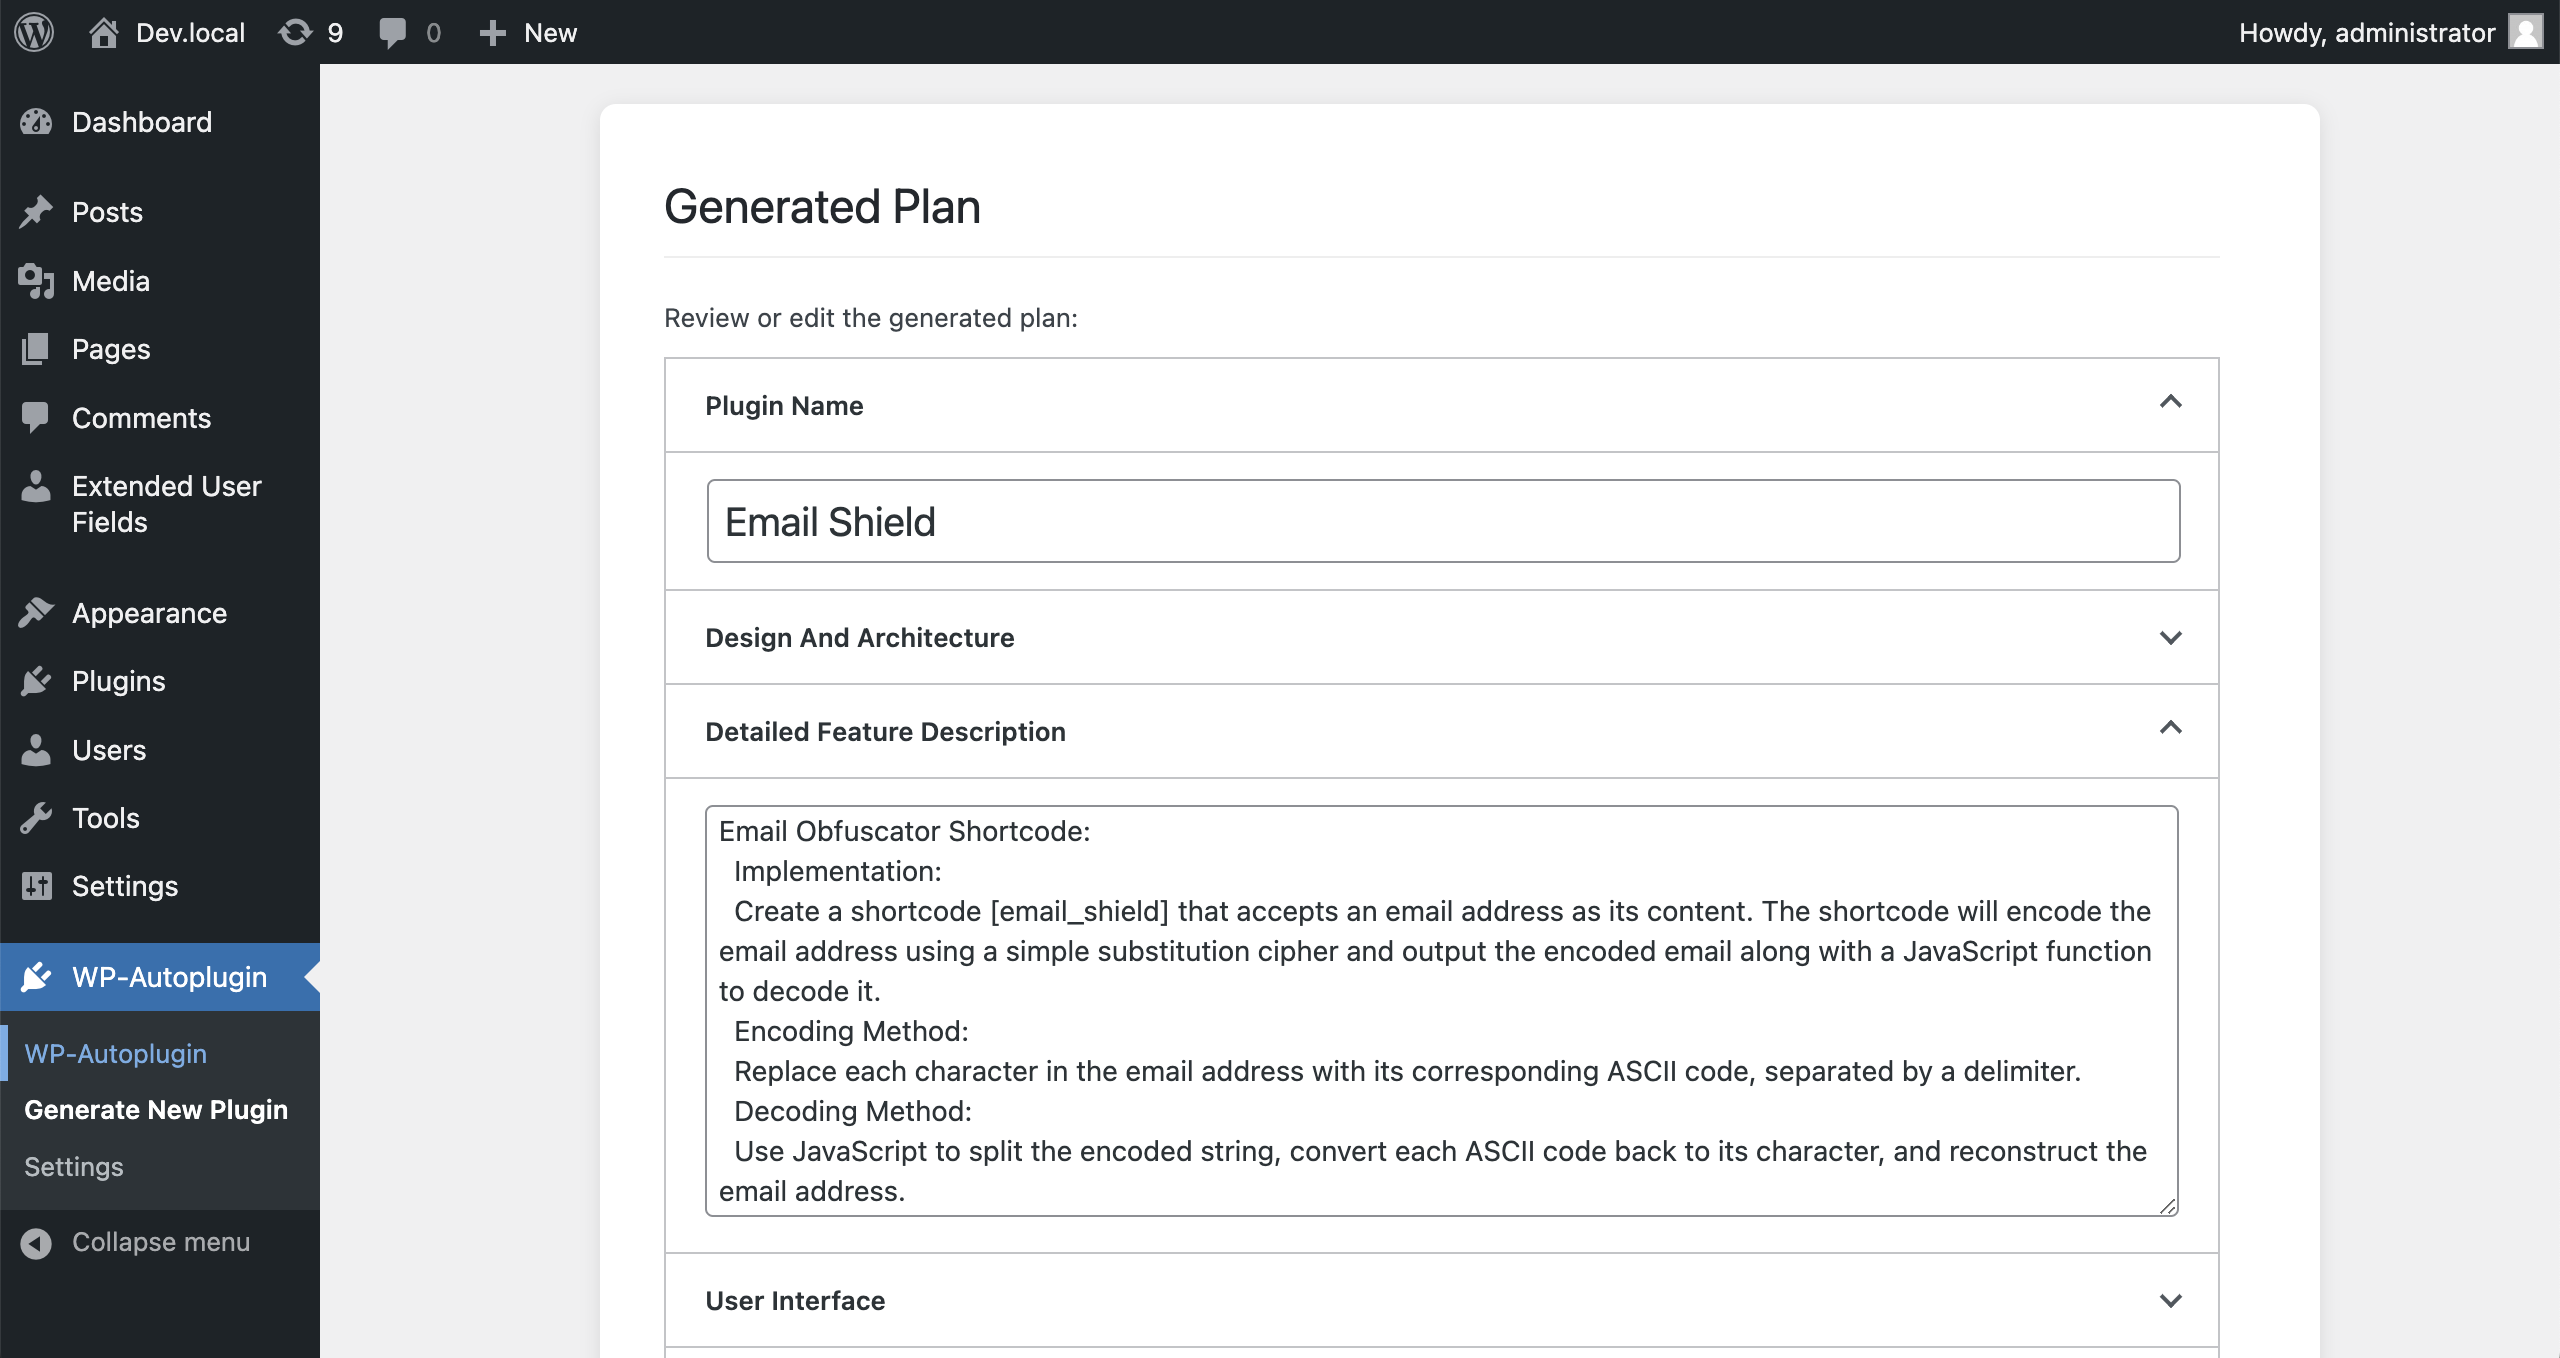 Dev.local
9
0
New
Howdy, administrator
Dashboard
Posts
Media
Pages
Comments
Extended User
Fields
Appearance
Plugins
Users
Tools
Settings
WP-Autoplugin
WP-Autoplugin
Generate New Plugin
Settings
Collapse menu
Generated Plan
Review or edit the generated plan:
Plugin Name
Email Shield
Design And Architecture
Detailed Feature Description
Email Obfuscator Shortcode:
Implementation:
Create a shortcode [email_shield] that accepts an email address as its content. The shortcode will encode the
email address using a simple substitution cipher and output the encoded email along with a JavaScript function
to decode it.
Encoding Method:
Replace each character in the email address with its corresponding ASCII code, separated by a delimiter.
Decoding Method:
Use JavaScript to split the encoded string, convert each ASCII code back to its character, and reconstruct the
email address.
User Interface